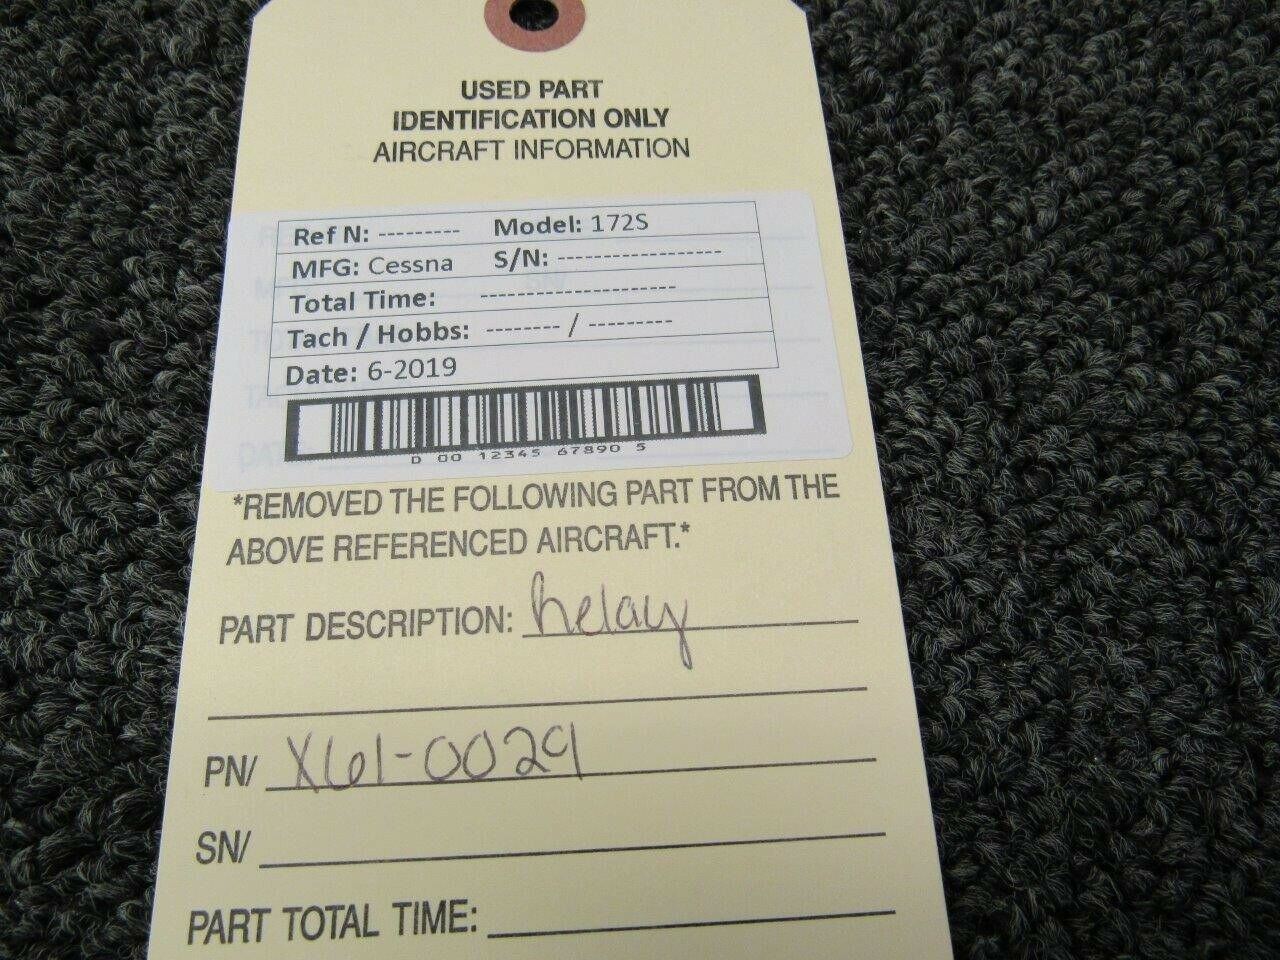 USED PART
IDENTIFICATION ONLY
AIRCRAFT INFORMATION
Ref N: --------- Model: 172S
MFG: Cessna S/N: ------------------
Total Time: ---------------------
Tach / Hobbs: -------- / ---------
Date: 6-2019
D 00 12345 67890 5
*REMOVED THE FOLLOWING PART FROM THE
ABOVE REFERENCED AIRCRAFT.*
PART DESCRIPTION: Relay
PN/ X61-0029
SN/
PART TOTAL TIME: